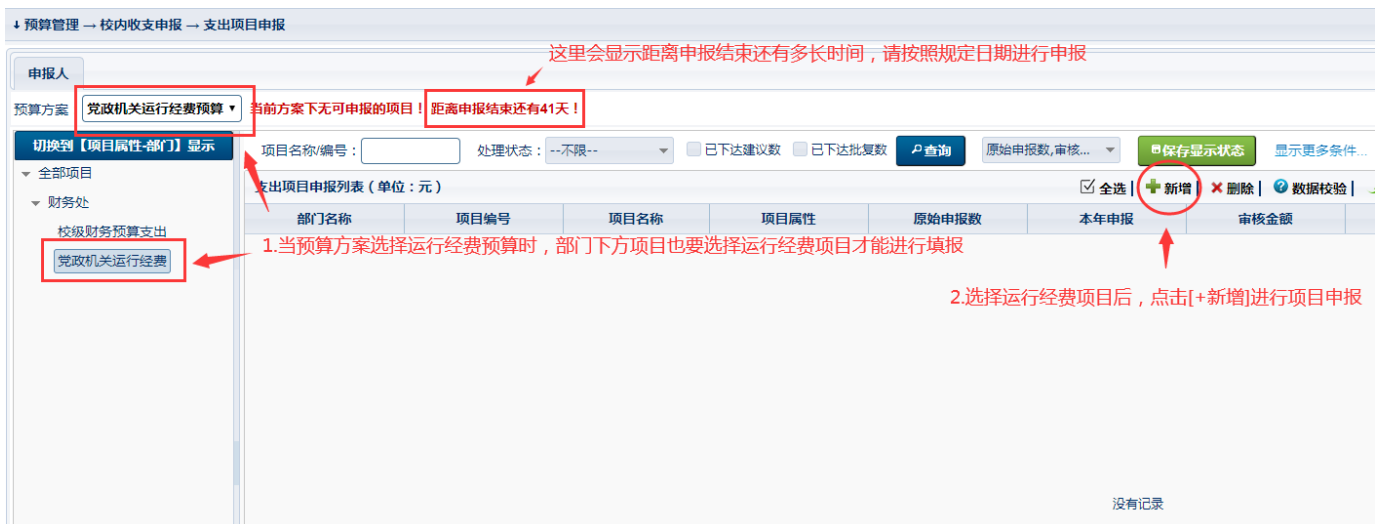 预算管理 → 校内收支申报 → 支出项目申报
这里会显示距离申报结束还有多长时间，请按照规定日期进行申报
申报人
预算方案 党政机关运行经费预算 当前方案下无可申报的项目！ 距离申报结束还有41天！
切换到【项目属性-部门】显示
项目名称/编号： 处理状态： --不限-- 已下达建议数 已下达批复数 查询 原始申报数,审核... 保存显示状态 显示更多条件...
全部项目
支出项目申报列表（单位：元） 全选 | 新增 | 删除 | 数据校验 |
财务处
部门名称 项目编号 项目名称 项目属性 原始申报数 本年申报 审核金额
校级财务预算支出
1.当预算方案选择运行经费预算时，部门下方项目也要选择运行经费项目才能进行填报
党政机关运行经费
2.选择运行经费项目后，点击[+新增]进行项目申报
没有记录